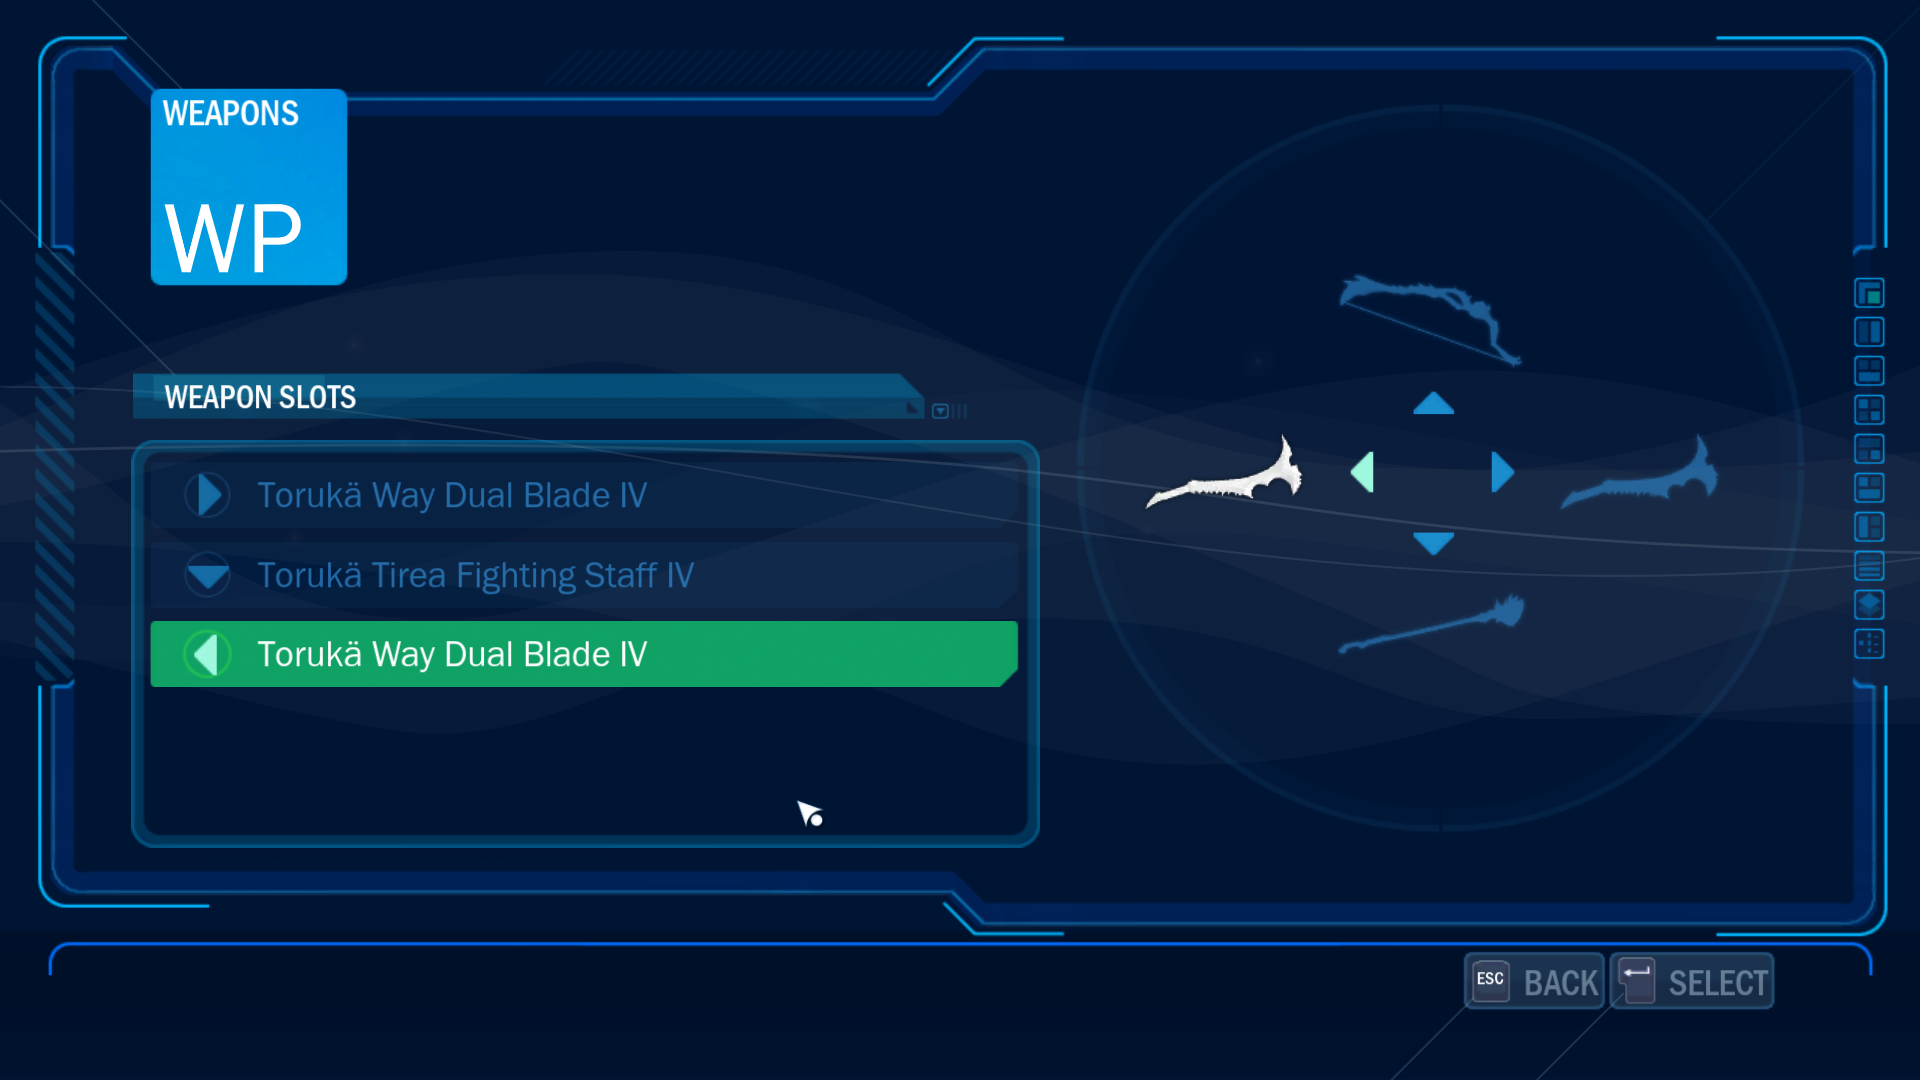 WEAPONS
WP
WEAPON SLOTS
Torukä Way Dual Blade IV
Torukä Tirea Fighting Staff IV
Torukä Way Dual Blade IV
ESC BACK SELECT